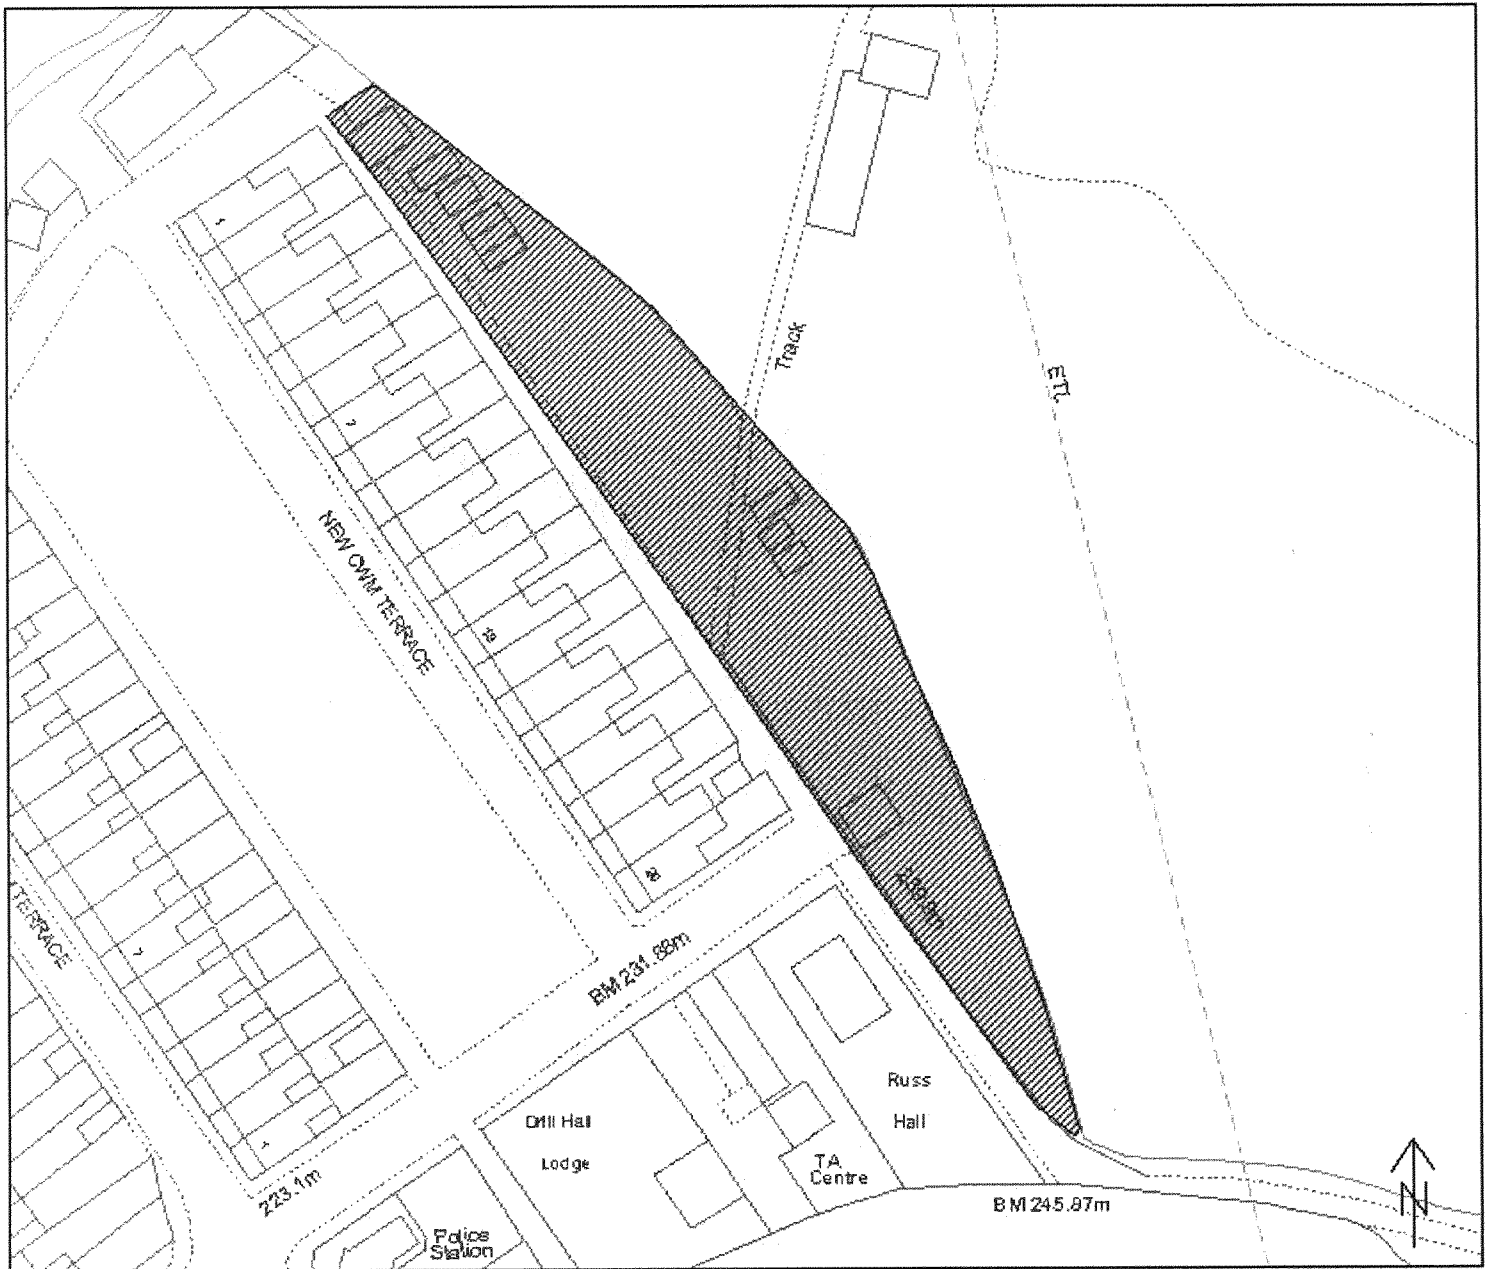 Track
ETL
NEW CWM TERRACE
TERRACE
7
BM 231.88m
223.1m
Drill Hall
Lodge
Russ
Hall
TA
Centre
BM 245.87m
Police
Station
N